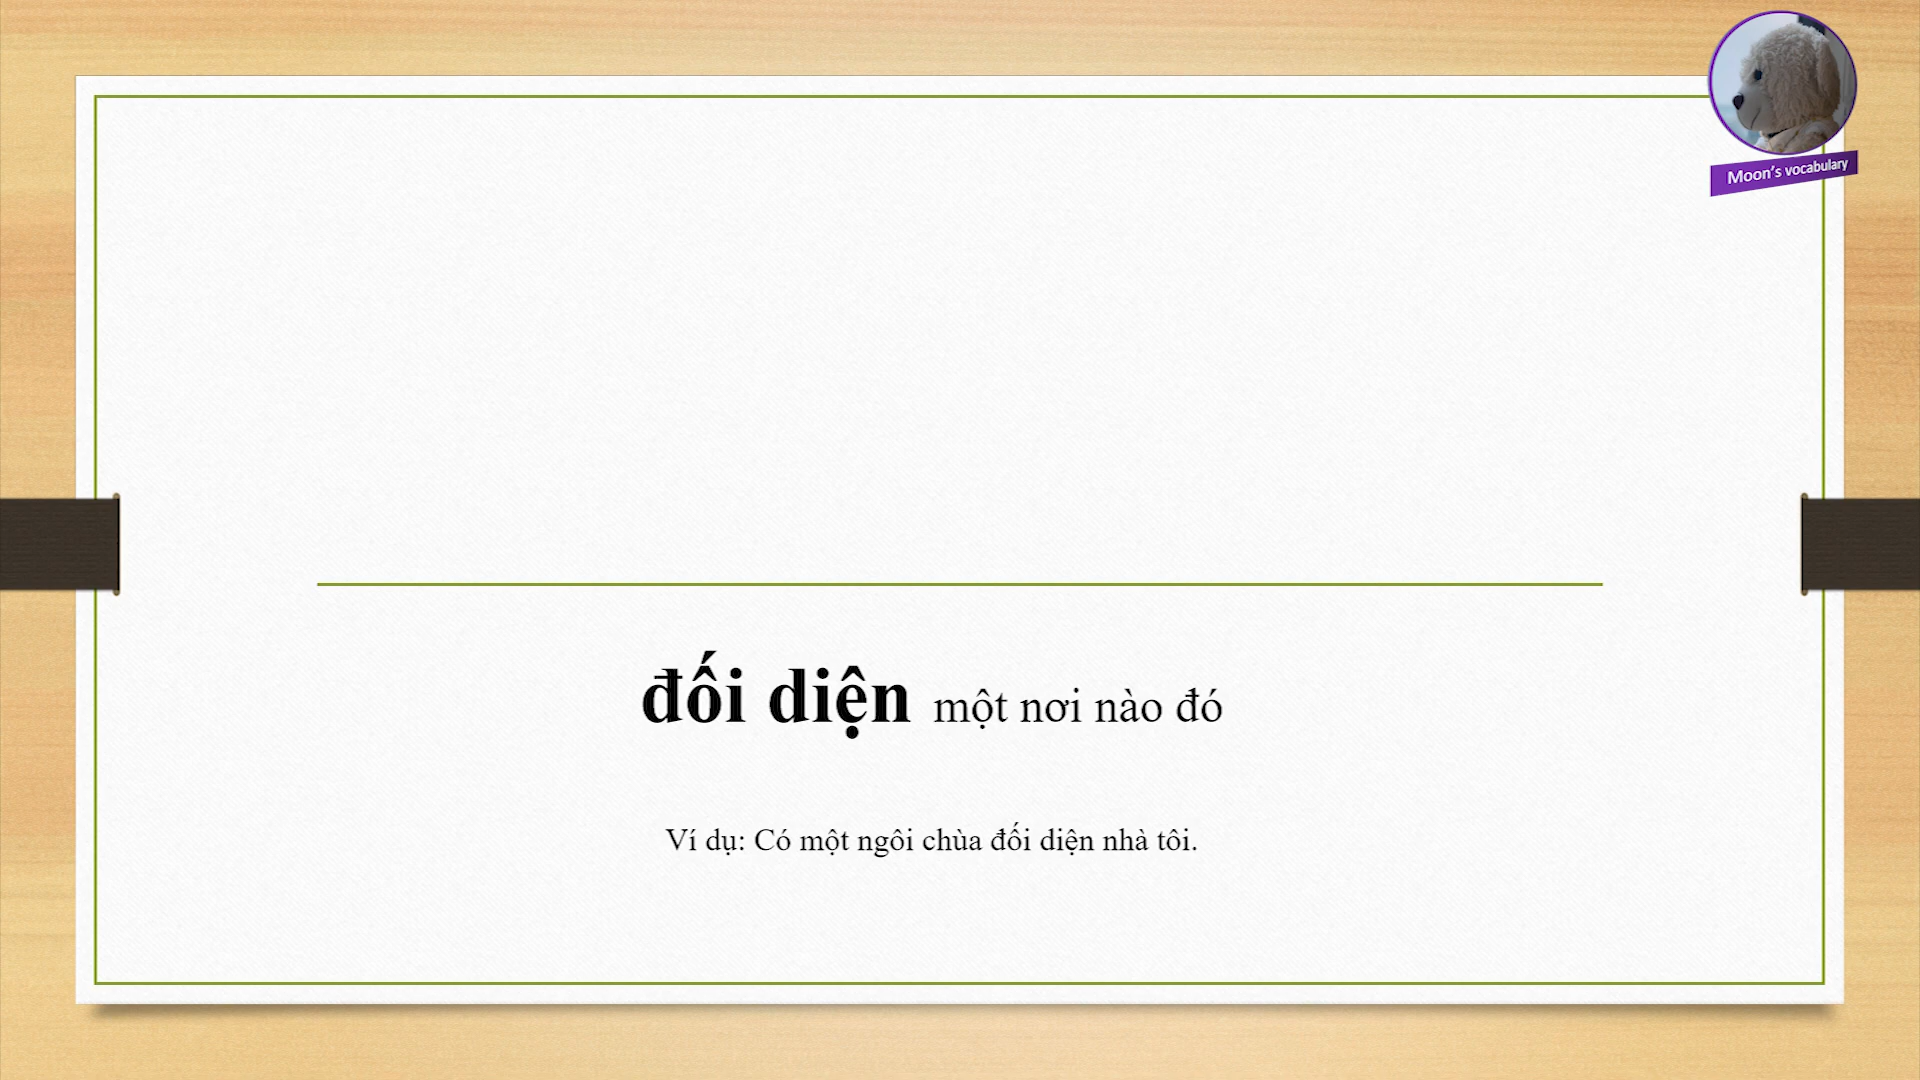 Moon's vocabulary
đối diện một nơi nào đó
Ví dụ: Có một ngôi chùa đối diện nhà tôi.